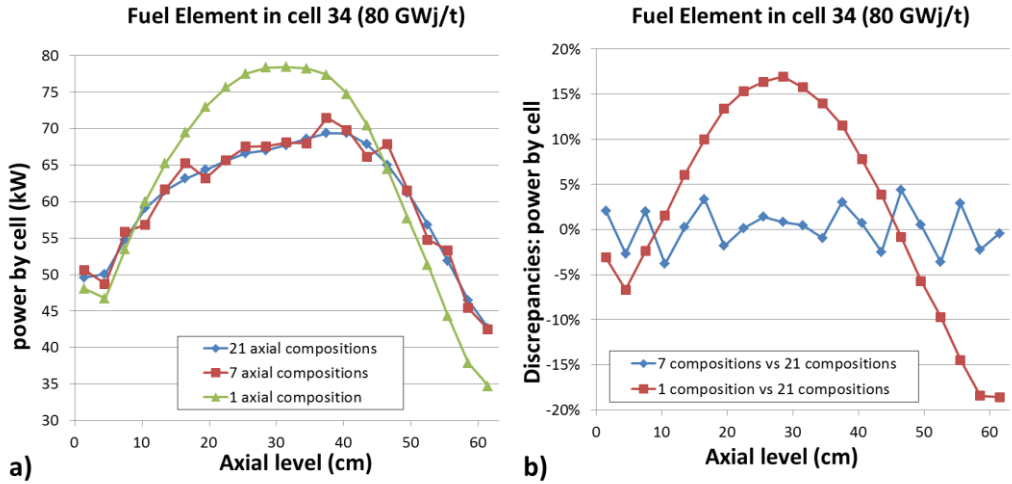 Fuel Element in cell 34 (80 GWj/t)
power by cell (kW)
80
75
70
65
60
55
50
45
40
35
30
21 axial compositions
7 axial compositions
1 axial composition
0 10 20 30 40 50 60
Axial level (cm)
a)
Fuel Element in cell 34 (80 GWj/t)
Discrepancies: power by cell
20%
15%
10%
5%
0%
-5%
-10%
-15%
-20%
7 compositions vs 21 compositions
1 composition vs 21 compositions
0 10 20 30 40 50 60
Axial level (cm)
b)